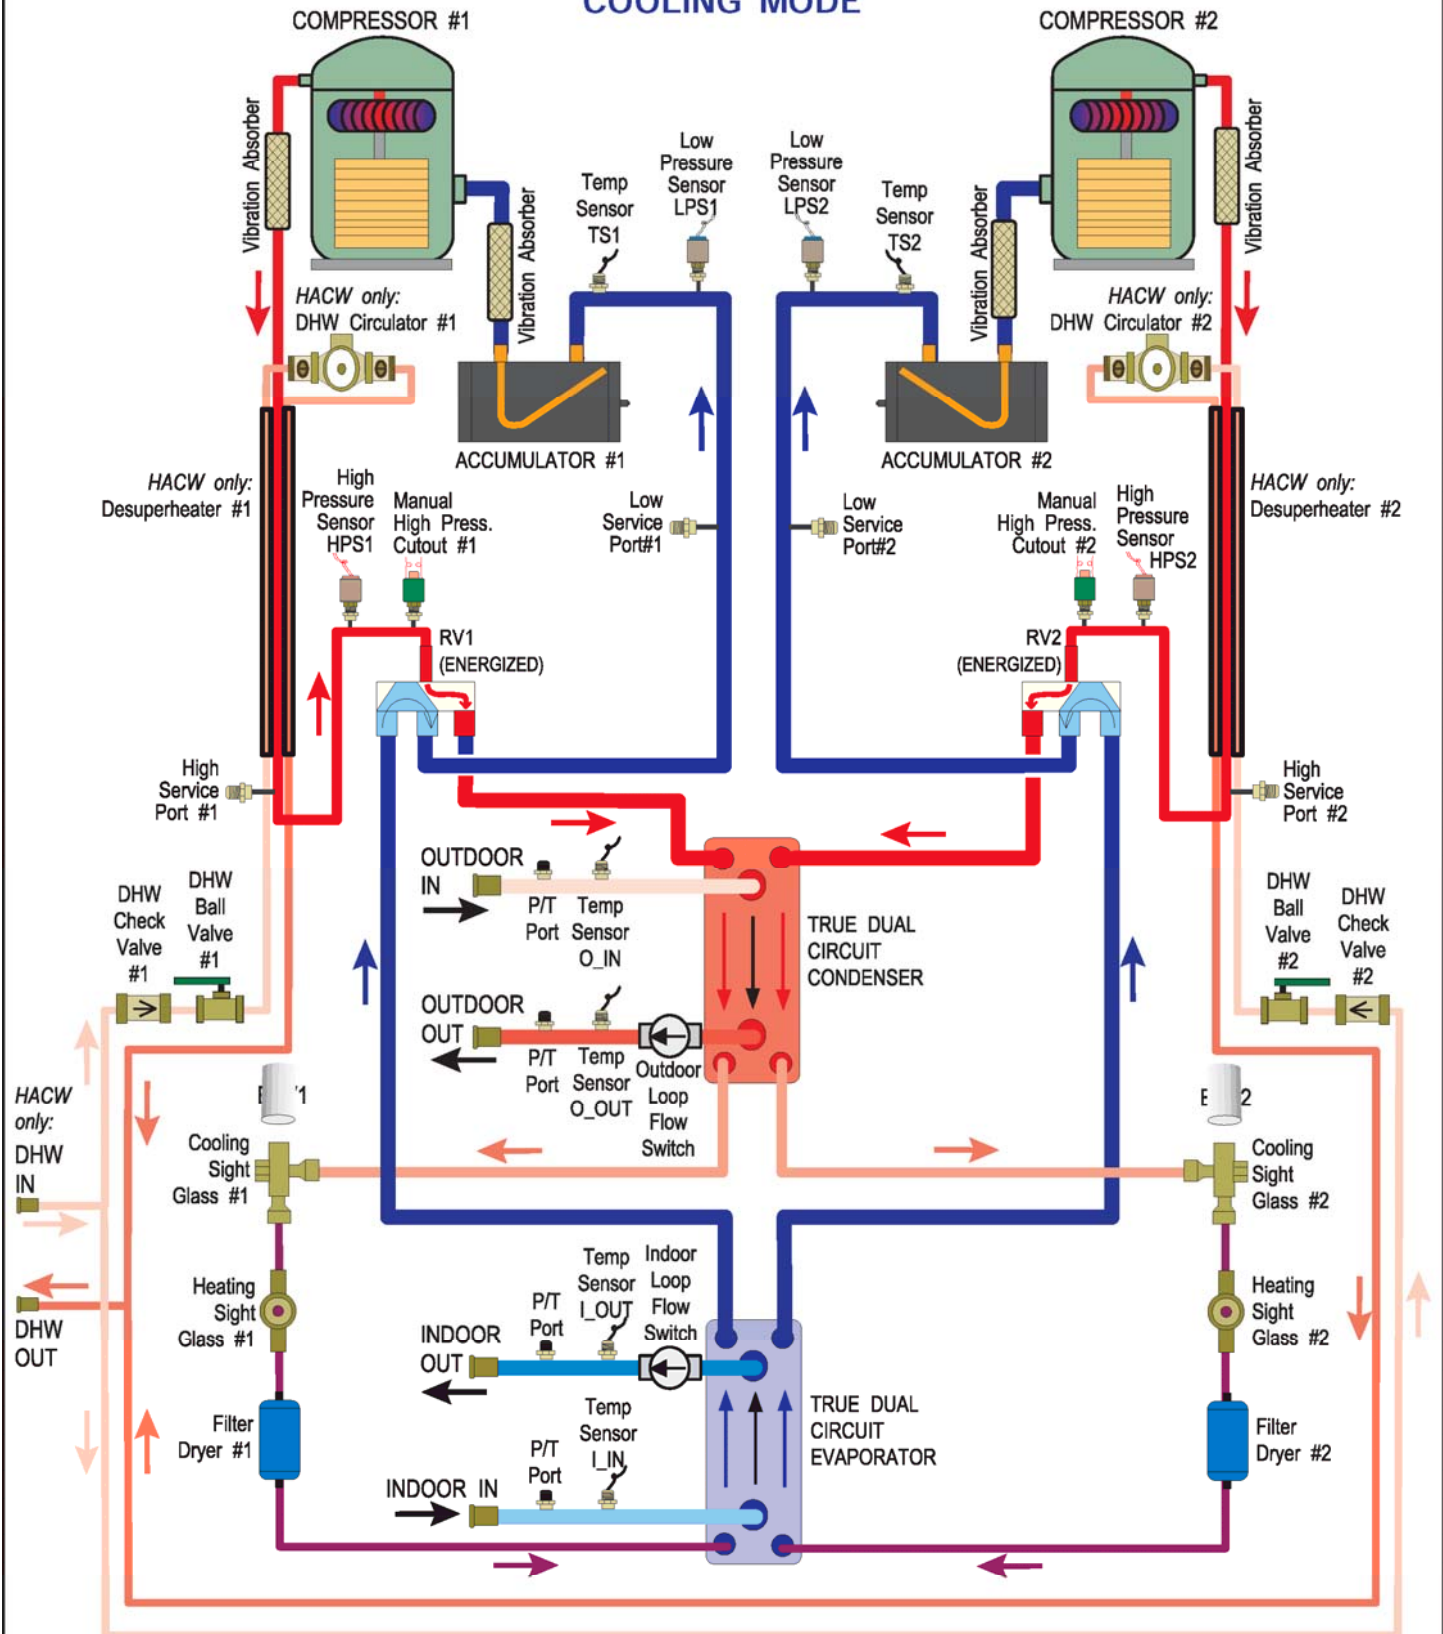 COOLING MODE
COMPRESSOR #1
COMPRESSOR #2
Vibration Absorber
Vibration Absorber
Temp
Sensor
TS1
Low
Pressure
Sensor
LPS1
Low
Pressure
Sensor
LPS2
Temp
Sensor
TS2
Vibration Absorber
Vibration Absorber
HACW only:
DHW Circulator #1
HACW only:
DHW Circulator #2
ACCUMULATOR #1
ACCUMULATOR #2
HACW only:
Desuperheater #1
High
Pressure
Sensor
HPS1
Manual
High Press.
Cutout #1
Low
Service
Port#1
Low
Service
Port#2
Manual
High Press.
Cutout #2
High
Pressure
Sensor
HPS2
HACW only:
Desuperheater #2
RV1
(ENERGIZED)
RV2
(ENERGIZED)
High
Service
Port #1
High
Service
Port #2
OUTDOOR
IN
P/T
Port
Temp
Sensor
O_IN
TRUE DUAL
CIRCUIT
CONDENSER
DHW
Check
Valve
#1
DHW
Ball
Valve
#1
DHW
Ball
Valve
#2
DHW
Check
Valve
#2
OUTDOOR
OUT
P/T
Port
Temp
Sensor
O_OUT
Outdoor
Loop
Flow
Switch
HACW
only:
DHW
IN
Cooling
Sight
Glass #1
Cooling
Sight
Glass #2
Heating
Sight
Glass #1
Heating
Sight
Glass #2
DHW
OUT
INDOOR
OUT
P/T
Port
Temp
Sensor
I_OUT
Indoor
Loop
Flow
Switch
TRUE DUAL
CIRCUIT
EVAPORATOR
Filter
Dryer #1
Filter
Dryer #2
INDOOR IN
P/T
Port
Temp
Sensor
I_IN